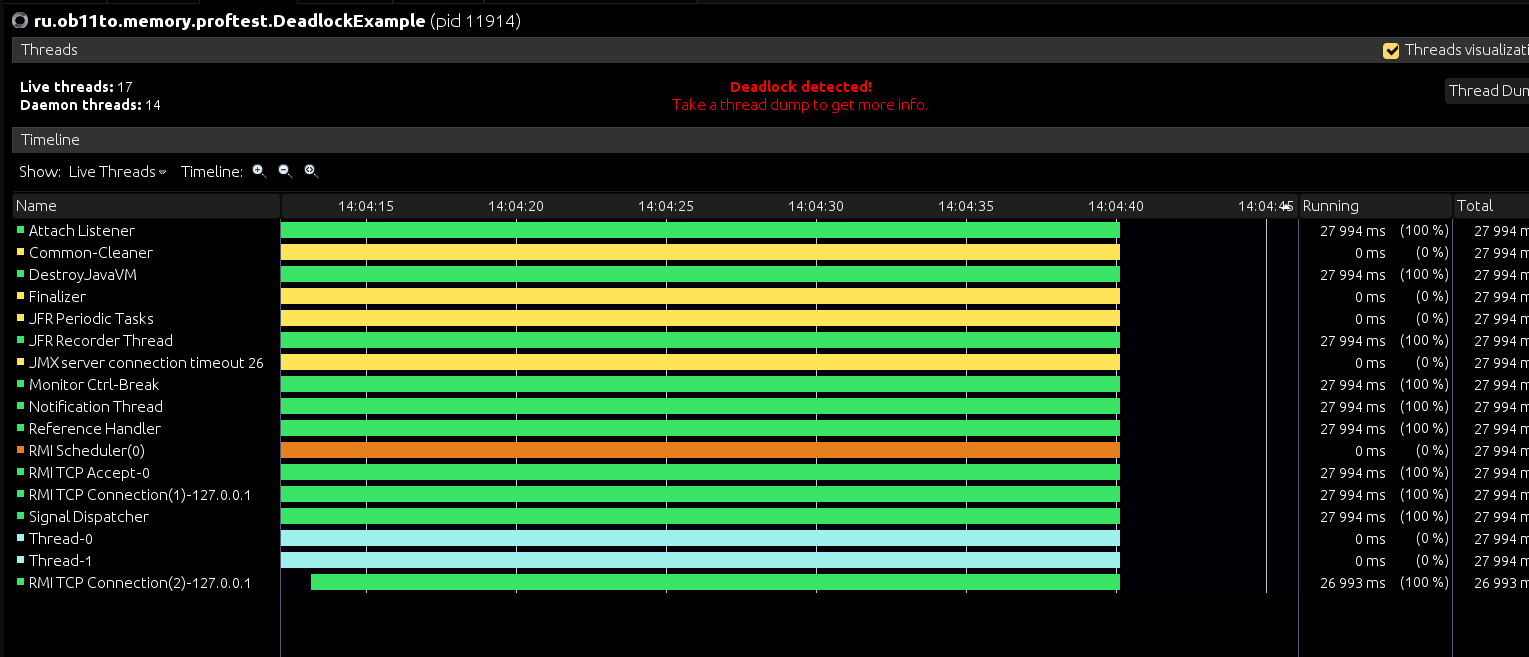 ru.ob11to.memory.proftest.DeadlockExample (pid 11914)
Threads Threads visualizati
Live threads: 17 Deadlock detected!
Daemon threads: 14 Take a thread dump to get more info. Thread Dum
Timeline
Show: Live Threads Timeline:
Name 14:04:15 14:04:20 14:04:25 14:04:30 14:04:35 14:04:40 14:04:45 Running Total
Attach Listener 27 994 ms (100 %) 27 994 m
Common-Cleaner 0 ms (0 %) 27 994 m
DestroyJavaVM 27 994 ms (100 %) 27 994 m
Finalizer 0 ms (0 %) 27 994 m
JFR Periodic Tasks 0 ms (0 %) 27 994 m
JFR Recorder Thread 27 994 ms (100 %) 27 994 m
JMX server connection timeout 26 0 ms (0 %) 27 994 m
Monitor Ctrl-Break 27 994 ms (100 %) 27 994 m
Notification Thread 27 994 ms (100 %) 27 994 m
Reference Handler 27 994 ms (100 %) 27 994 m
RMI Scheduler(0) 0 ms (0 %) 27 994 m
RMI TCP Accept-0 27 994 ms (100 %) 27 994 m
RMI TCP Connection(1)-127.0.0.1 27 994 ms (100 %) 27 994 m
Signal Dispatcher 27 994 ms (100 %) 27 994 m
Thread-0 0 ms (0 %) 27 994 m
Thread-1 0 ms (0 %) 27 994 m
RMI TCP Connection(2)-127.0.0.1 26 993 ms (100 %) 26 993 m